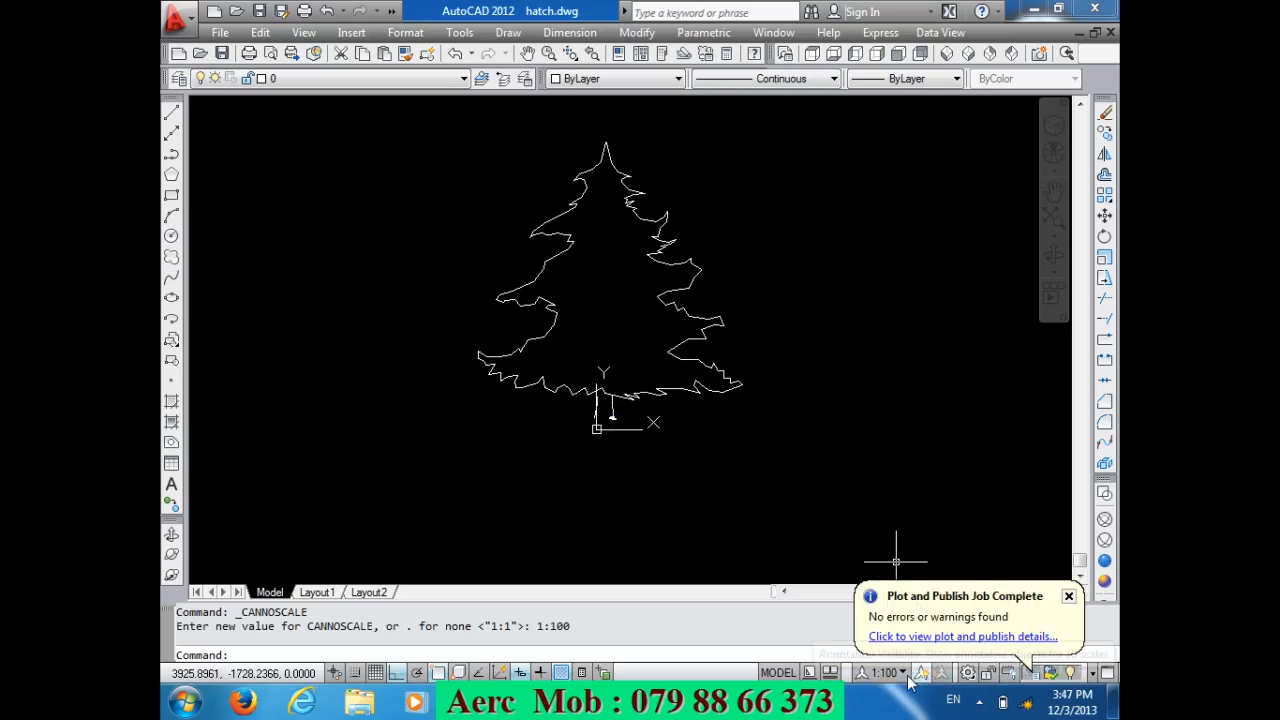 AutoCAD 2012 hatch.dwg
Type a keyword or phrase
Sign In
File Edit View Insert Format Tools Draw Dimension Modify Parametric Window Help Express Data View
0
ByLayer
Continuous
ByLayer
ByColor
Y
X
A
Model Layout1 Layout2
Command: _CANNOSCALE
Enter new value for CANNOSCALE, or . for none <"1:1">: 1:100
Command:
Plot and Publish Job Complete
No errors or warnings found
Click to view plot and publish details...
3925.8961, -1728.2366, 0.0000
MODEL
1:100
Aerc Mob : 079 88 66 373
EN
3:47 PM
12/3/2013